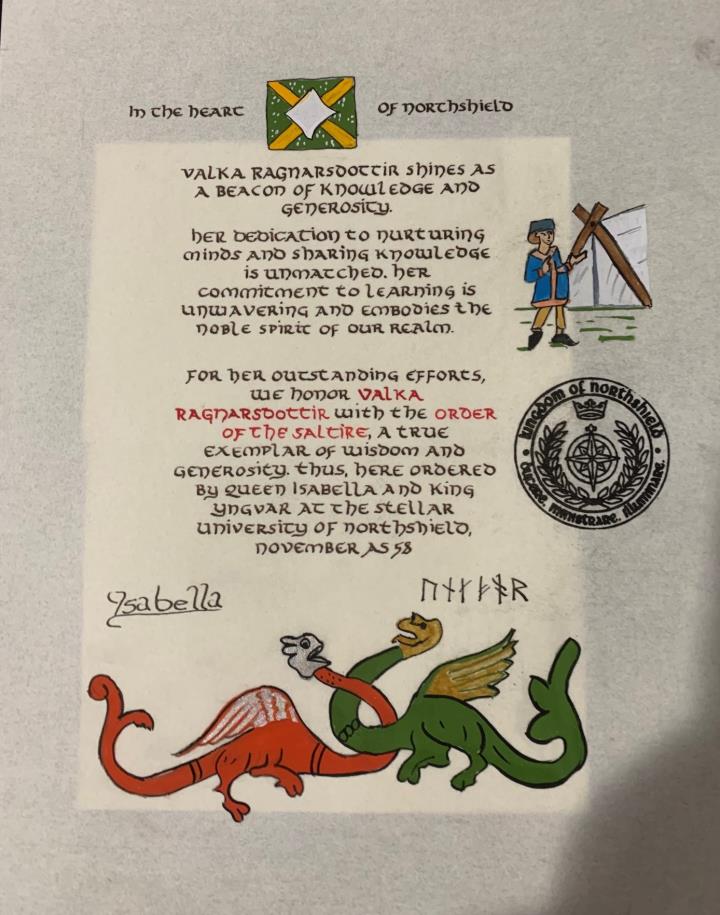 In the heart of Northshield
Valka Ragnarsdottir shines as
a beacon of knowledge and
generosity.
Her dedication to nurturing
minds and sharing knowledge
is unmatched. Her
commitment to learning is
unwavering and embodies the
noble spirit of our realm.
For her outstanding efforts,
we honor Valka
Ragnarsdottir with the Order
of the Saltire, a true
exemplar of wisdom and
generosity. Thus, here ordered
by Queen Isabella and King
Yngvar at the Stellar
University of Northshield,
November AS 58
Kingdom of Northshield
Ducere. Ministrare. Illuminare.
Ysabella